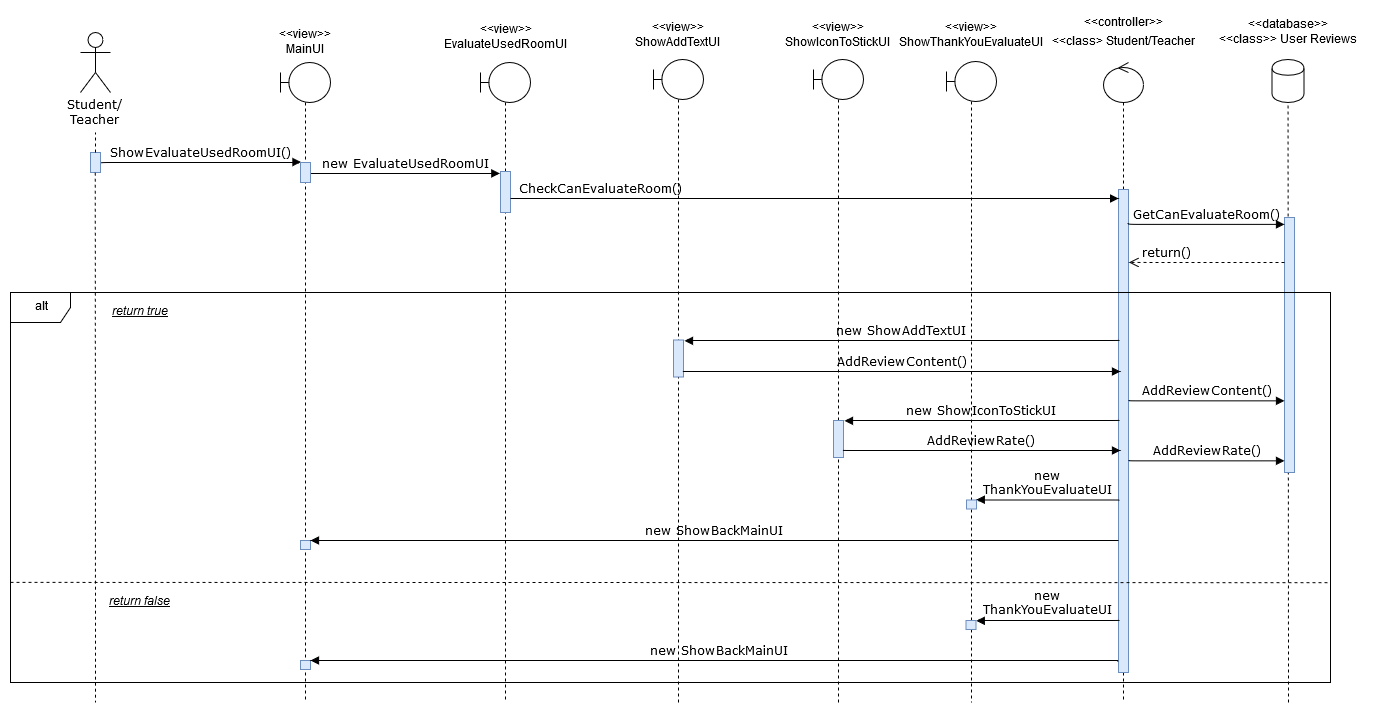 <<view>>
MainUI
<<view>>
EvaluateUsedRoomUI
<<view>>
ShowAddTextUI
<<view>>
ShowIconToStickUI
<<view>>
ShowThankYouEvaluateUI
<<controller>>
<<class> Student/Teacher
<<database>>
<<class>> User Reviews
Student/
Teacher
ShowEvaluateUsedRoomUI()
new EvaluateUsedRoomUI
CheckCanEvaluateRoom()
GetCanEvaluateRoom()
return()
alt
return true
new ShowAddTextUI
AddReviewContent()
AddReviewContent()
new ShowIconToStickUI
AddReviewRate()
AddReviewRate()
new
ThankYouEvaluateUI
new ShowBackMainUI
return false
new
ThankYouEvaluateUI
new ShowBackMainUI